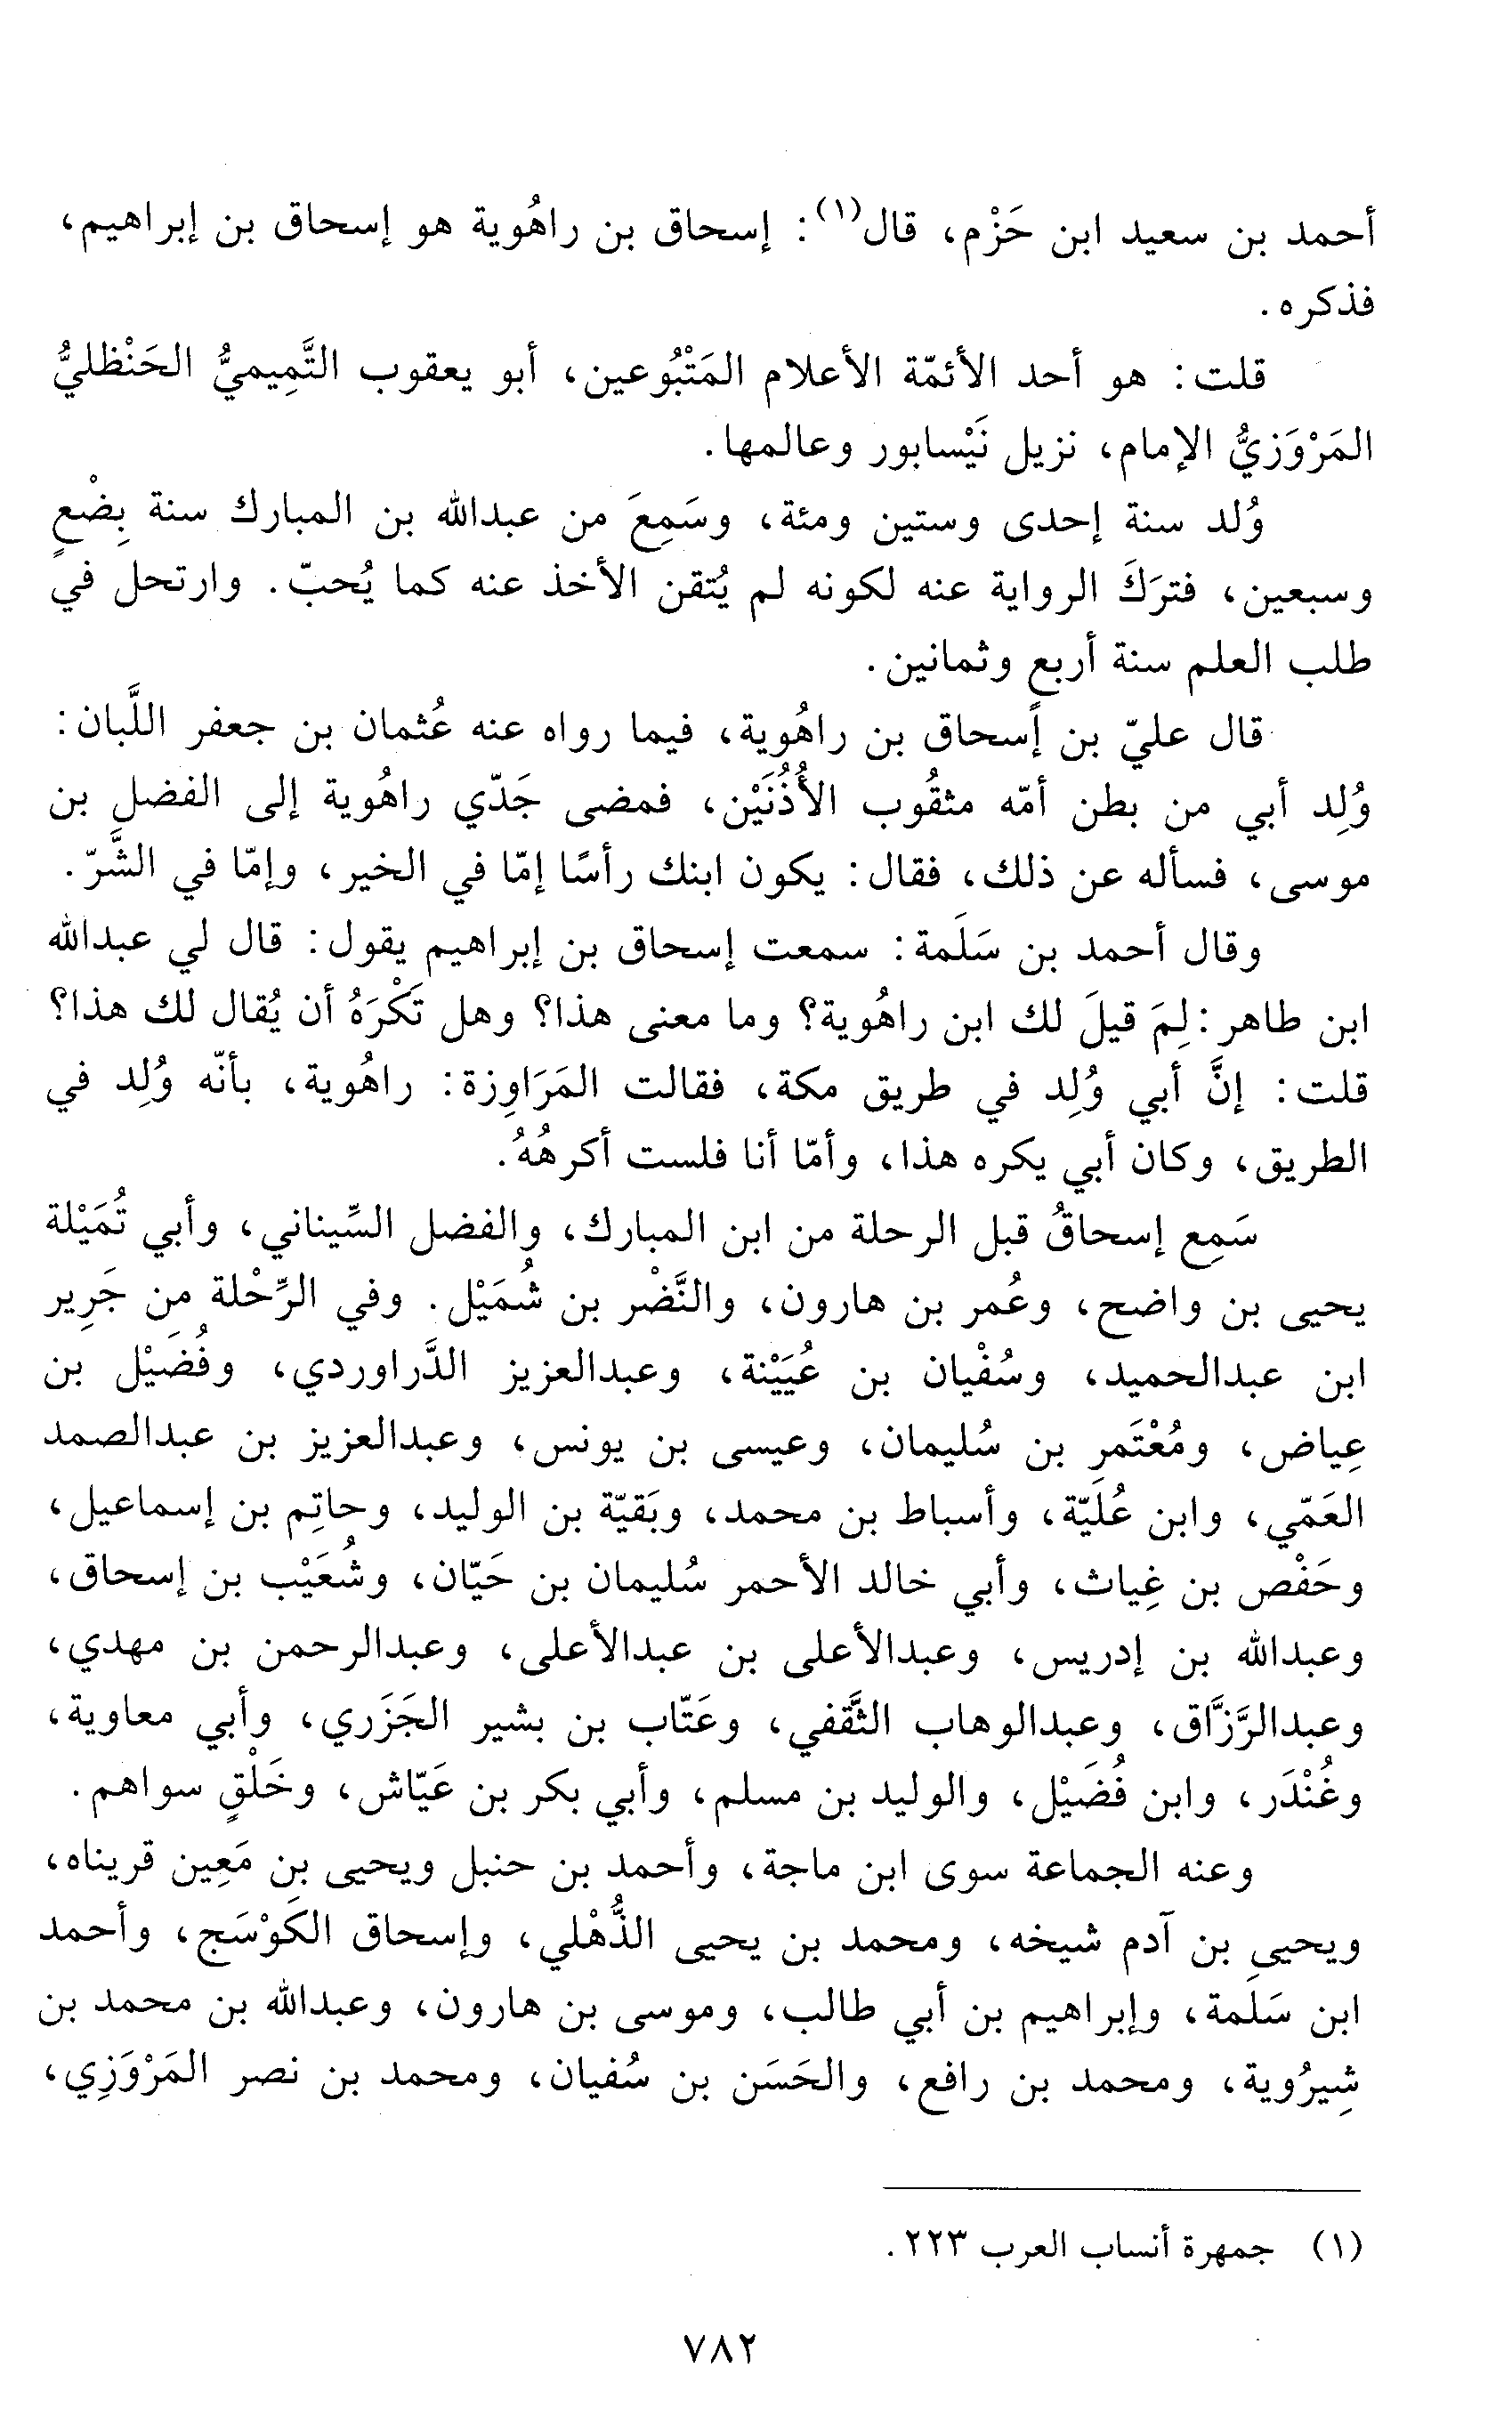 أحمد بن سعيد ابن حَزْم، قال(١): إسحاق بن راهُوية هو إسحاق بن إبراهيم،
فذكره.
قلت: هو أحد الأئمّة الأعلام المَتْبُوعين، أبو يعقوب التَّمِيميُّ الحَنْظليُّ
المَرْوَزيُّ الإمام، نزيل نَيْسابور وعالمها.
وُلد سنة إحدى وستين ومئة، وسَمِعَ من عبدالله بن المبارك سنة بِضْعٍ
وسبعين، فترَكَ الرواية عنه لكونه لم يُتقن الأخذ عنه كما يُحبّ. وارتحل في
طلب العلم سنة أربع وثمانين.
قال عليّ بن إسحاق بن راهُوية، فيما رواه عنه عُثمان بن جعفر اللَّبان:
وُلِد أبي من بطن أمّه مثقُوب الأُذُنَيْن، فمضى جَدّي راهُوية إلى الفضل بن
موسى، فسأله عن ذلك، فقال: يكون ابنك رأسًا إمّا في الخير، وإمّا في الشَّرّ.
وقال أحمد بن سَلَمة: سمعت إسحاق بن إبراهيم يقول: قال لي عبدالله
ابن طاهر: لِمَ قيلَ لك ابن راهُوية؟ وما معنى هذا؟ وهل تَكْرَهُ أن يُقال لك هذا؟
قلت: إنَّ أبي وُلِد في طريق مكة، فقالت المَرَاوِزة: راهُوية، بأنّه وُلِد في
الطريق، وكان أبي يكره هذا، وأمّا أنا فلست أكرهُهُ.
سَمِع إسحاقُ قبل الرحلة من ابن المبارك، والفضل السِّيناني، وأبي تُمَيْلة
يحيى بن واضح، وعُمر بن هارون، والنَّضْر بن شُمَيْل. وفي الرِّحْلة من جَرِير
ابن عبدالحميد، وسُفْيان بن عُيَيْنة، وعبدالعزيز الدَّراوردي، وفُضَيْل بن
عِياض، ومُعْتَمر بن سُليمان، وعيسى بن يونس، وعبدالعزيز بن عبدالصمد
العَمّي، وابن عُلَيّة، وأسباط بن محمد، وبَقيّة بن الوليد، وحاتِم بن إسماعيل،
وحَفْص بن غِياث، وأبي خالد الأحمر سُليمان بن حَيّان، وشُعَيْب بن إسحاق،
وعبدالله بن إدريس، وعبدالأعلى بن عبدالأعلى، وعبدالرحمن بن مهدي،
وعبدالرَّزَّاق، وعبدالوهاب الثَّقفي، وعَتّاب بن بشير الجَزَري، وأبي معاوية،
وغُنْدَر، وابن فُضَيْل، والوليد بن مسلم، وأبي بكر بن عَيّاش، وخَلْقٍ سواهم.
وعنه الجماعة سوى ابن ماجة، وأحمد بن حنبل ويحيى بن مَعِين قريناه،
ويحيى بن آدم شيخه، ومحمد بن يحيى الذُّهْلي، وإسحاق الكَوْسَج، وأحمد
ابن سَلَمة، وإبراهيم بن أبي طالب، وموسى بن هارون، وعبدالله بن محمد بن
شِيرُوية، ومحمد بن رافع، والحَسَن بن سُفيان، ومحمد بن نصر المَرْوَزِي،
(١) جمهرة أنساب العرب ٢٢٣.
٧٨٢